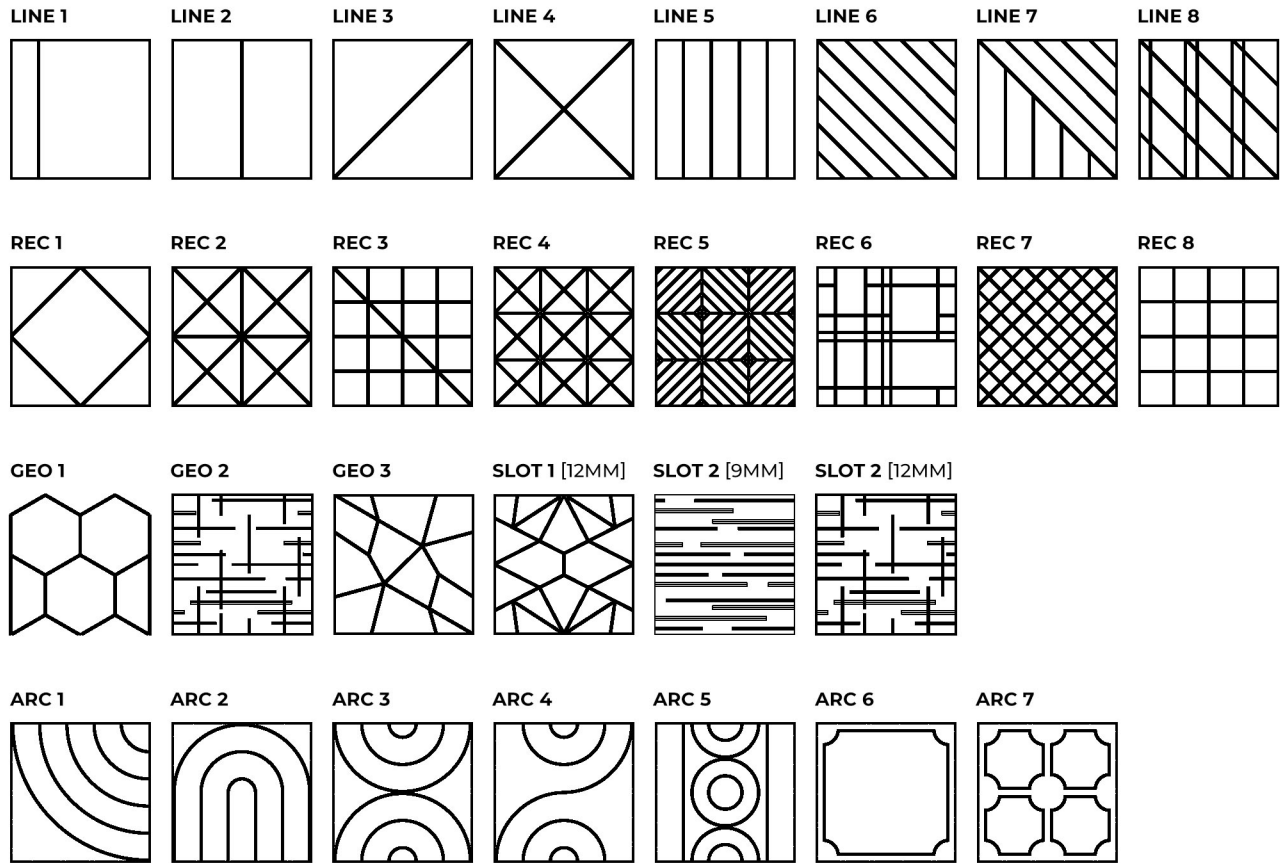 LINE 1 LINE 2 LINE 3 LINE 4 LINE 5 LINE 6 LINE 7 LINE 8
REC 1 REC 2 REC 3 REC 4 REC 5 REC 6 REC 7 REC 8
GEO 1 GEO 2 GEO 3 SLOT 1 [12MM] SLOT 2 [9MM] SLOT 2 [12MM]
ARC 1 ARC 2 ARC 3 ARC 4 ARC 5 ARC 6 ARC 7